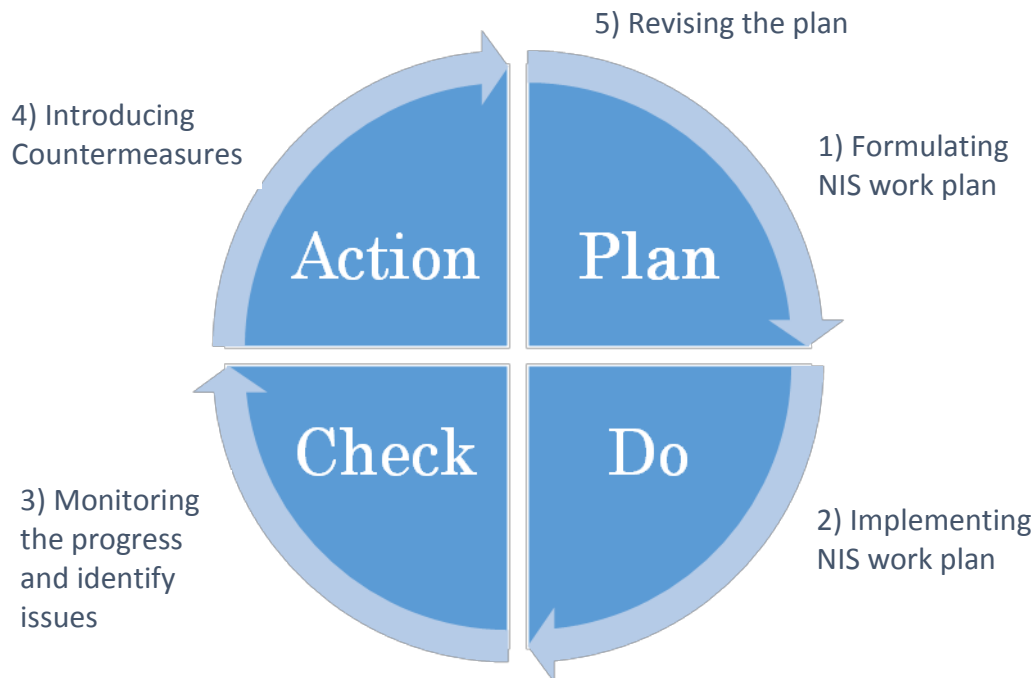 5) Revising the plan
4) Introducing
Countermeasures
1) Formulating
NIS work plan
Action
Plan
Check
Do
3) Monitoring
the progress
and identify
issues
2) Implementing
NIS work plan